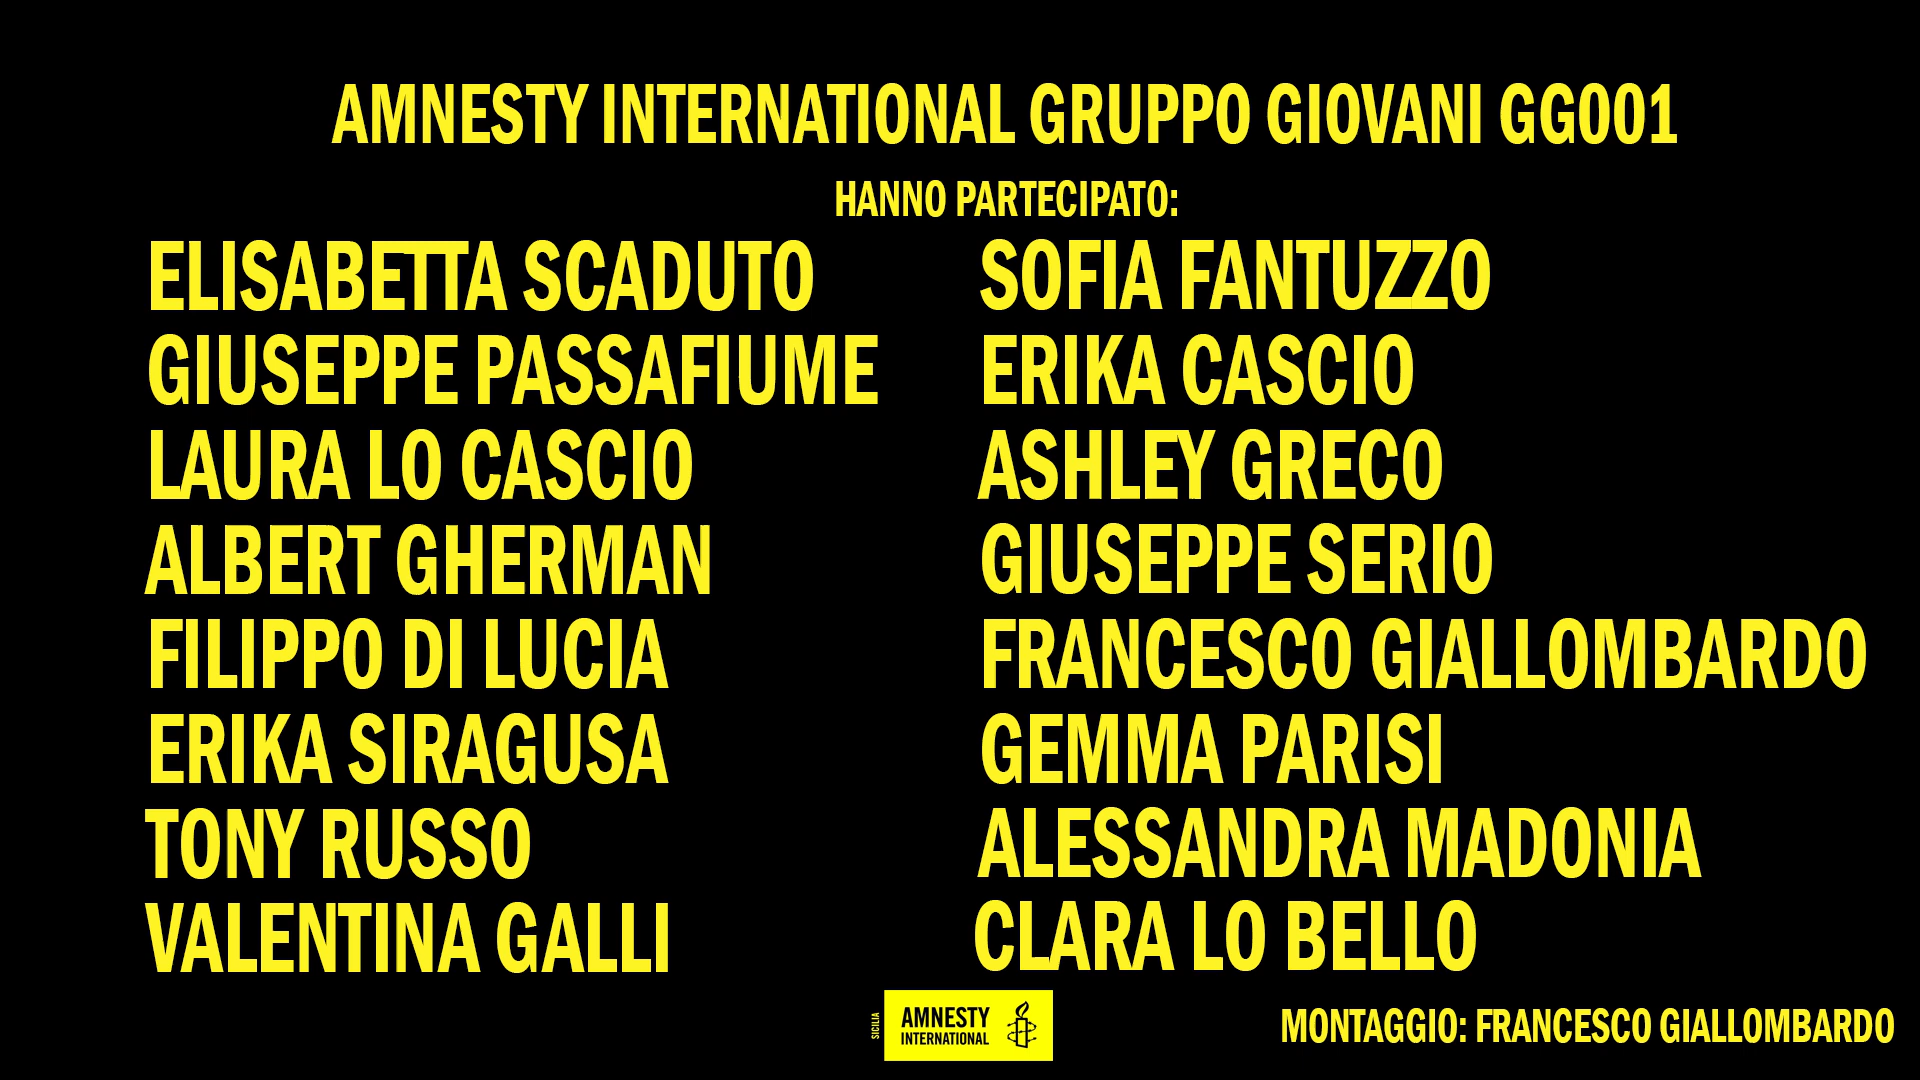 AMNESTY INTERNATIONAL GRUPPO GIOVANI GG001
HANNO PARTECIPATO:
ELISABETTA SCADUTO
GIUSEPPE PASSAFIUME
LAURA LO CASCIO
ALBERT GHERMAN
FILIPPO DI LUCIA
ERIKA SIRAGUSA
TONY RUSSO
VALENTINA GALLI
SOFIA FANTUZZO
ERIKA CASCIO
ASHLEY GRECO
GIUSEPPE SERIO
FRANCESCO GIALLOMBARDO
GEMMA PARISI
ALESSANDRA MADONIA
CLARA LO BELLO
SICILIA
AMNESTY
INTERNATIONAL
MONTAGGIO: FRANCESCO GIALLOMBARDO